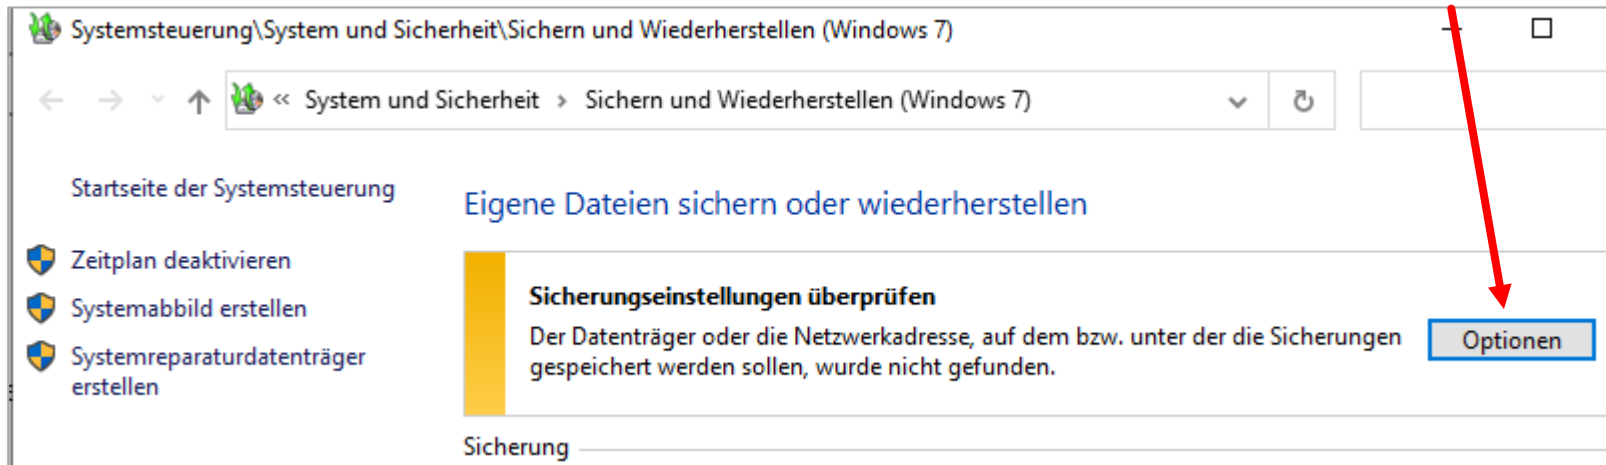 Systemsteuerung\System und Sicherheit\Sichern und Wiederherstellen (Windows 7)
« System und Sicherheit › Sichern und Wiederherstellen (Windows 7)
Startseite der Systemsteuerung
Zeitplan deaktivieren
Systemabbild erstellen
Systemreparaturdatenträger
erstellen
Eigene Dateien sichern oder wiederherstellen
Sicherungseinstellungen überprüfen
Der Datenträger oder die Netzwerkadresse, auf dem bzw. unter der die Sicherungen
gespeichert werden sollen, wurde nicht gefunden.
Optionen
Sicherung